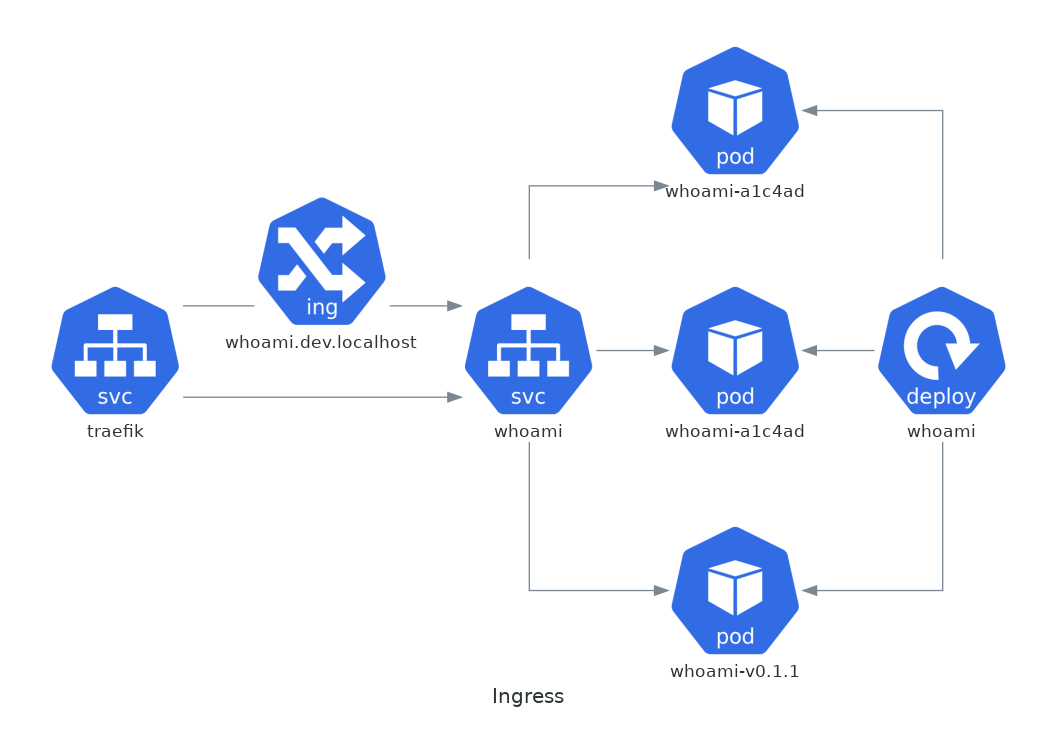 pod
whoami-a1c4ad
ing
whoami.dev.localhost
svc
traefik
svc
whoami
pod
whoami-a1c4ad
deploy
whoami
pod
whoami-v0.1.1
Ingress